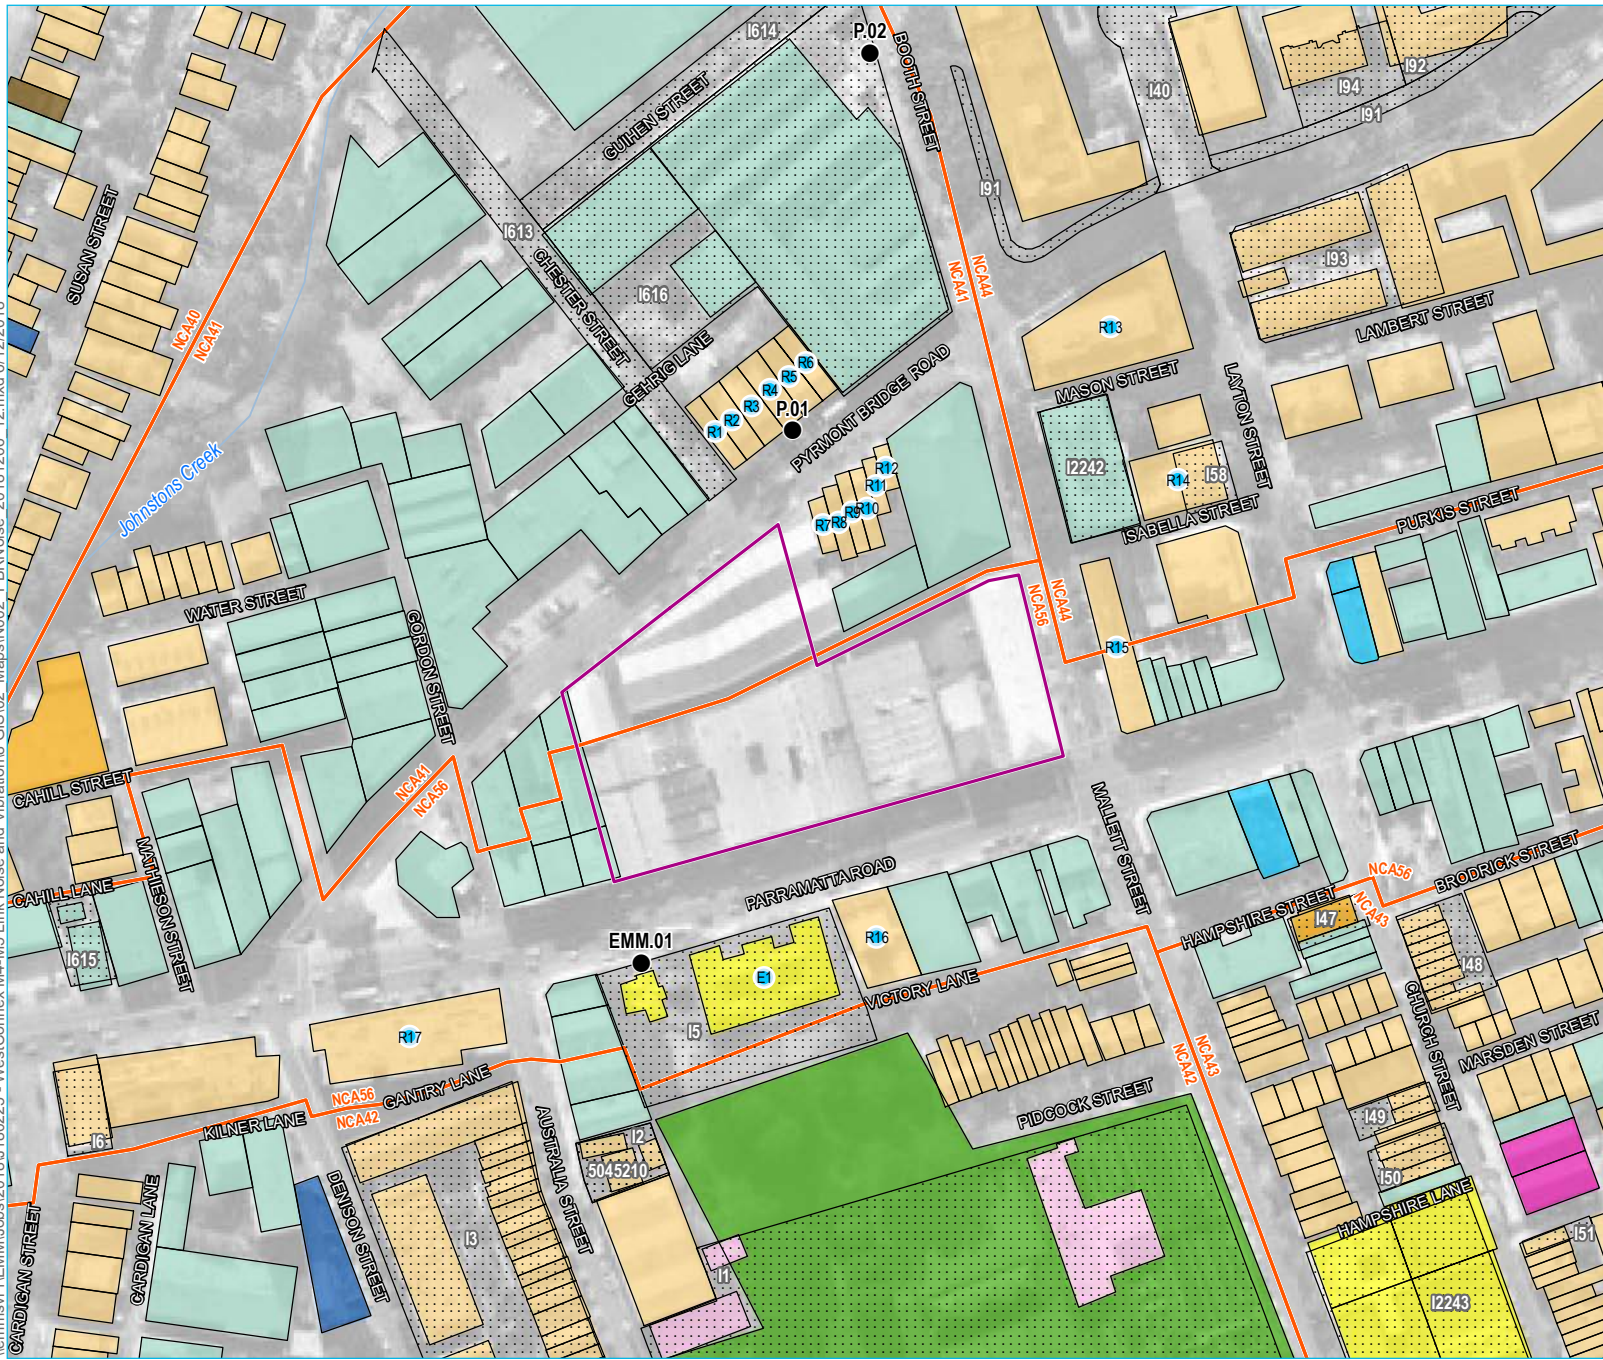 I614
P.02
BOOTH STREET
I40
I92
I94
I91
GUIHEN STREET
I91
SUSAN STREET
I613
CHESTER STREET
I616
NCA44
NCA41
I93
LAMBERT STREET
NCA40
NCA41
GEHRIG LANE
R13
MASON STREET
LAYTON STREET
R6
R5
R4
R3
R2
R1
P.01
PYRMONT BRIDGE ROAD
I2242
R14
I58
ISABELLA STREET
PURKIS STREET
Johnstons Creek
R12
R11
R10
R9
R8
R7
WATER STREET
GORDON STREET
NCA44
NCA56
R15
CAHILL STREET
NCA41
NCA56
MATHIESON STREET
CAHILL LANE
PARRAMATTA ROAD
MALLETT STREET
NCA56
NCA43
BRODRICK STREET
HAMPSHIRE STREET
I47
I615
EMM.01
R16
E1
I48
VICTORY LANE
CHURCH STREET
I5
R17
MARSDEN STREET
NCA56
NCA42
GANTRY LANE
NCA43
NCA42
PIDCOCK STREET
KILNER LANE
I6
I49
I2
5045210
AUSTRALIA STREET
I50
HAMPSHIRE LANE
CARDIGAN STREET
CARDIGAN LANE
DENISON STREET
I3
I1
I51
I2243